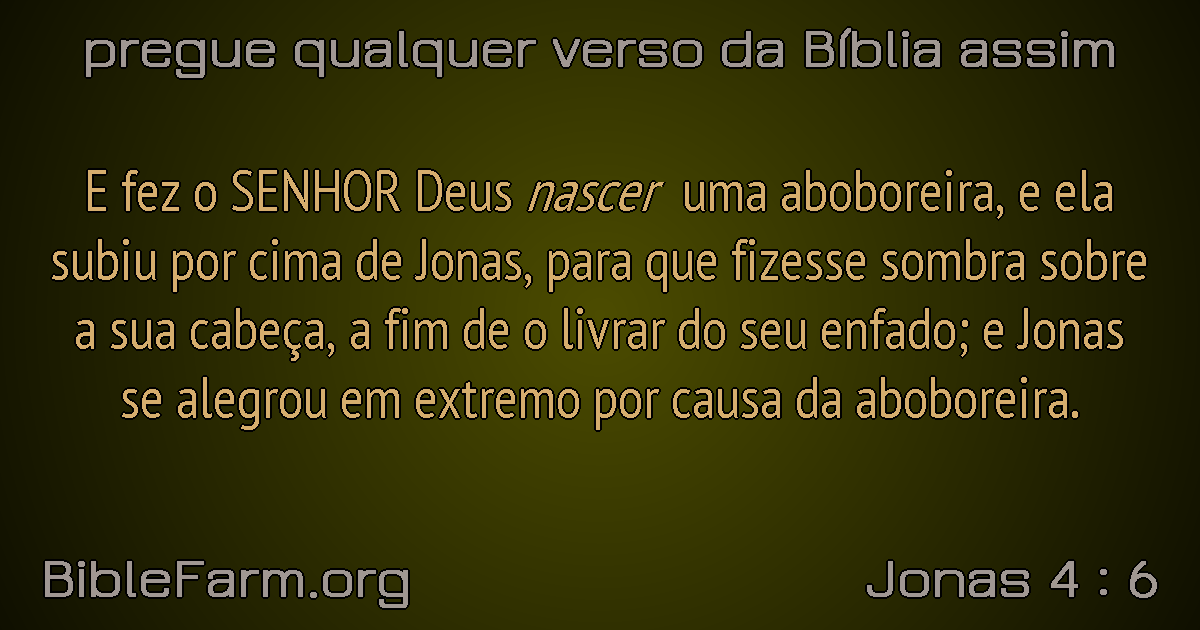 pregue qualquer verso da Bíblia assim
E fez o SENHOR Deus nascer uma aboboreira, e ela
subiu por cima de Jonas, para que fizesse sombra sobre
a sua cabeça, a fim de o livrar do seu enfado; e Jonas
se alegrou em extremo por causa da aboboreira.
BibleFarm.org
Jonas 4 : 6